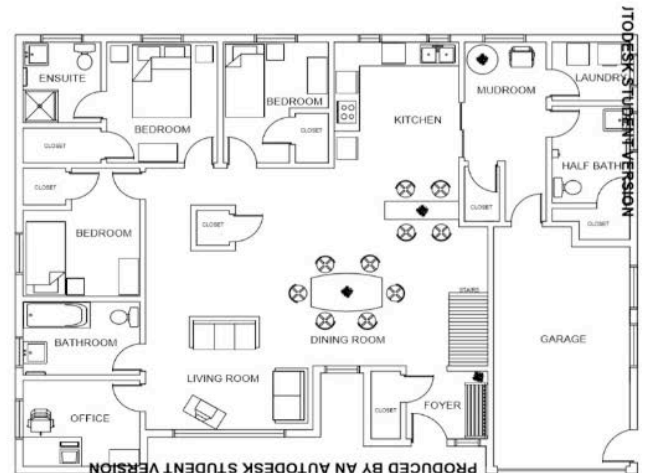 ENSUITE
BEDROOM
BEDROOM
CLOSET
CLOSET
KITCHEN
MUDROOM
LAUNDRY
HALF BATH
CLOSET
CLOSET
CLOSET
BEDROOM
CLOSET
STAIRS
BATHROOM
DINING ROOM
GARAGE
LIVING ROOM
OFFICE
CLOSET
FOYER
UTODESK STUDENT VERSION
PRODUCED BY AN AUTODESK STUDENT VERSION